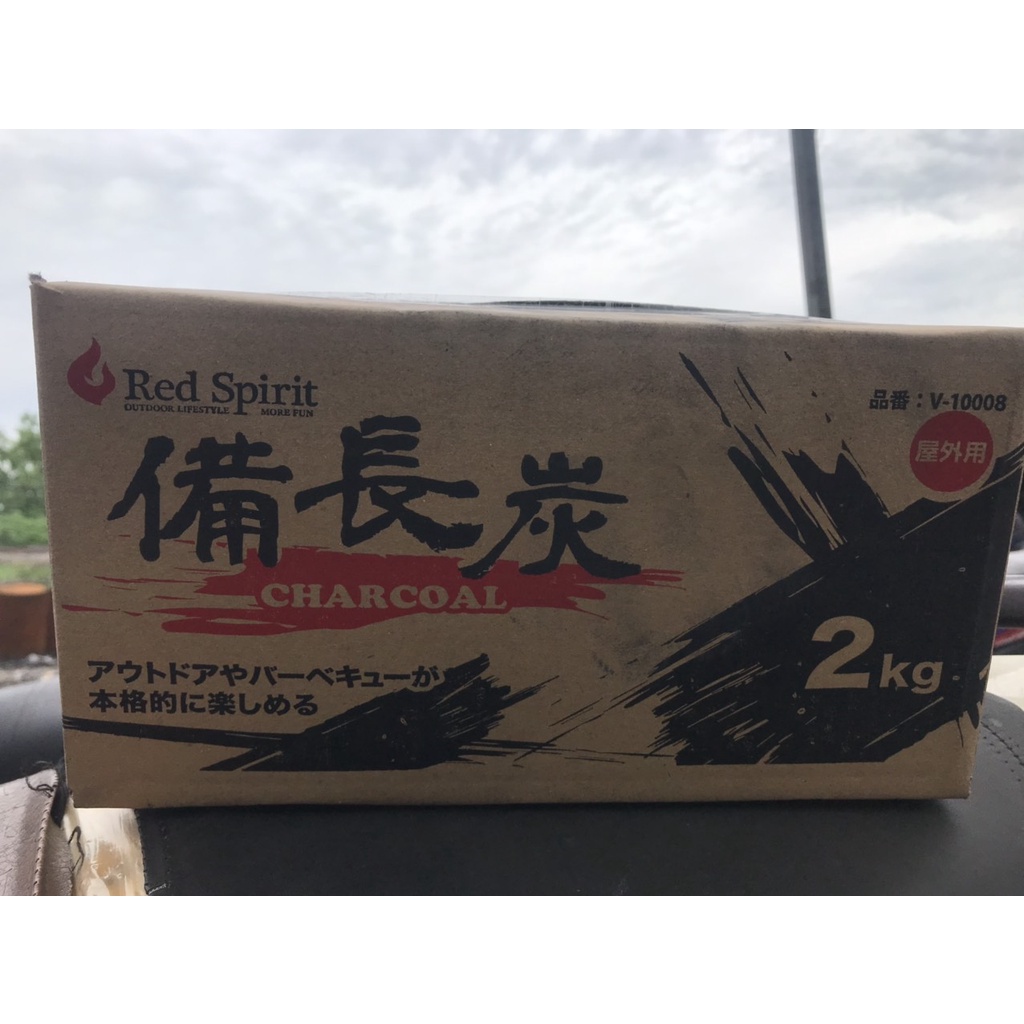 Red Spirit
OUTDOOR LIFESTYLE MORE FUN
品番：V-10008
屋外用
備長炭
CHARCOAL
アウトドアやバーベキューが
本格的に楽しめる
2kg